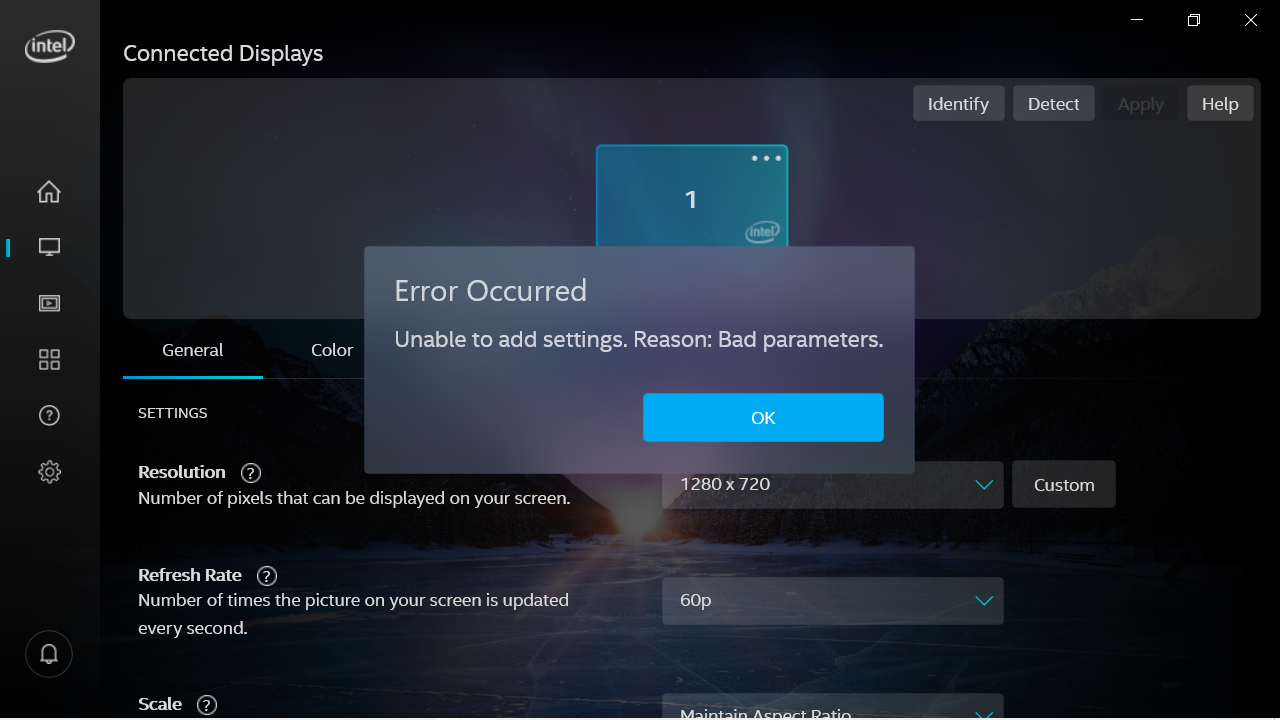 intel
Connected Displays
Identify
Detect
Apply
Help
1
intel
Error Occurred
Unable to add settings. Reason: Bad parameters.
OK
General
Color
SETTINGS
Resolution ?
Number of pixels that can be displayed on your screen.
1280 x 720
Custom
Refresh Rate ?
Number of times the picture on your screen is updated
every second.
60p
Scale ?
Maintain Aspect Ratio